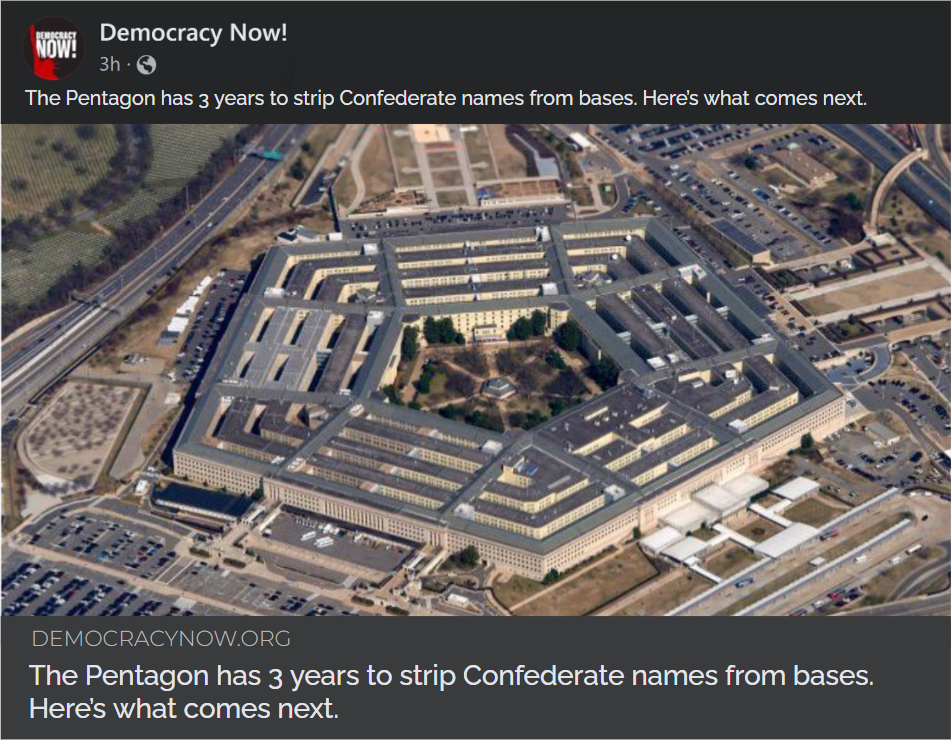 DEMOCRACY
NOW!
Democracy Now!
3h ·
The Pentagon has 3 years to strip Confederate names from bases. Here's what comes next.
DEMOCRACYNOW.ORG
The Pentagon has 3 years to strip Confederate names from bases.
Here's what comes next.